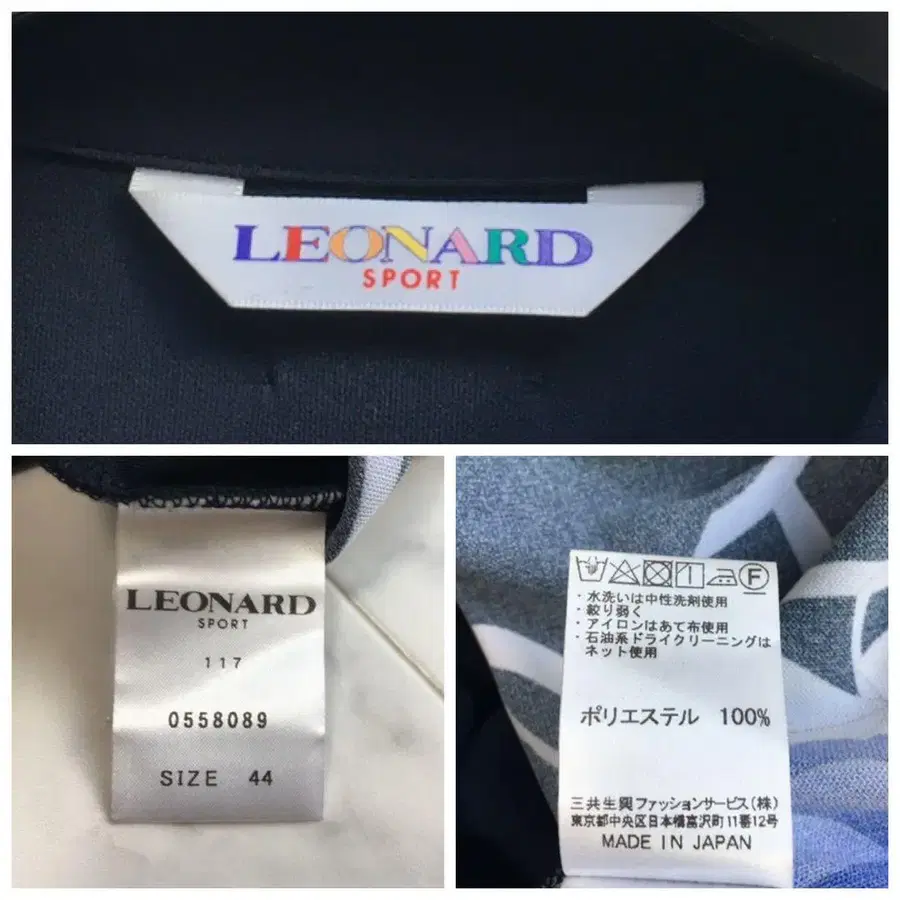 LEONARD
SPORT
LEONARD
SPORT
117
0558089
SIZE 44
・水洗いは中性洗剤使用
・絞り弱く
・アイロンはあて布使用
・石油系ドライクリーニングは
ネット使用
ポリエステル 100%
三共生興ファッションサービス(株)
東京都中央区日本橋富沢町11番12号
MADE IN JAPAN